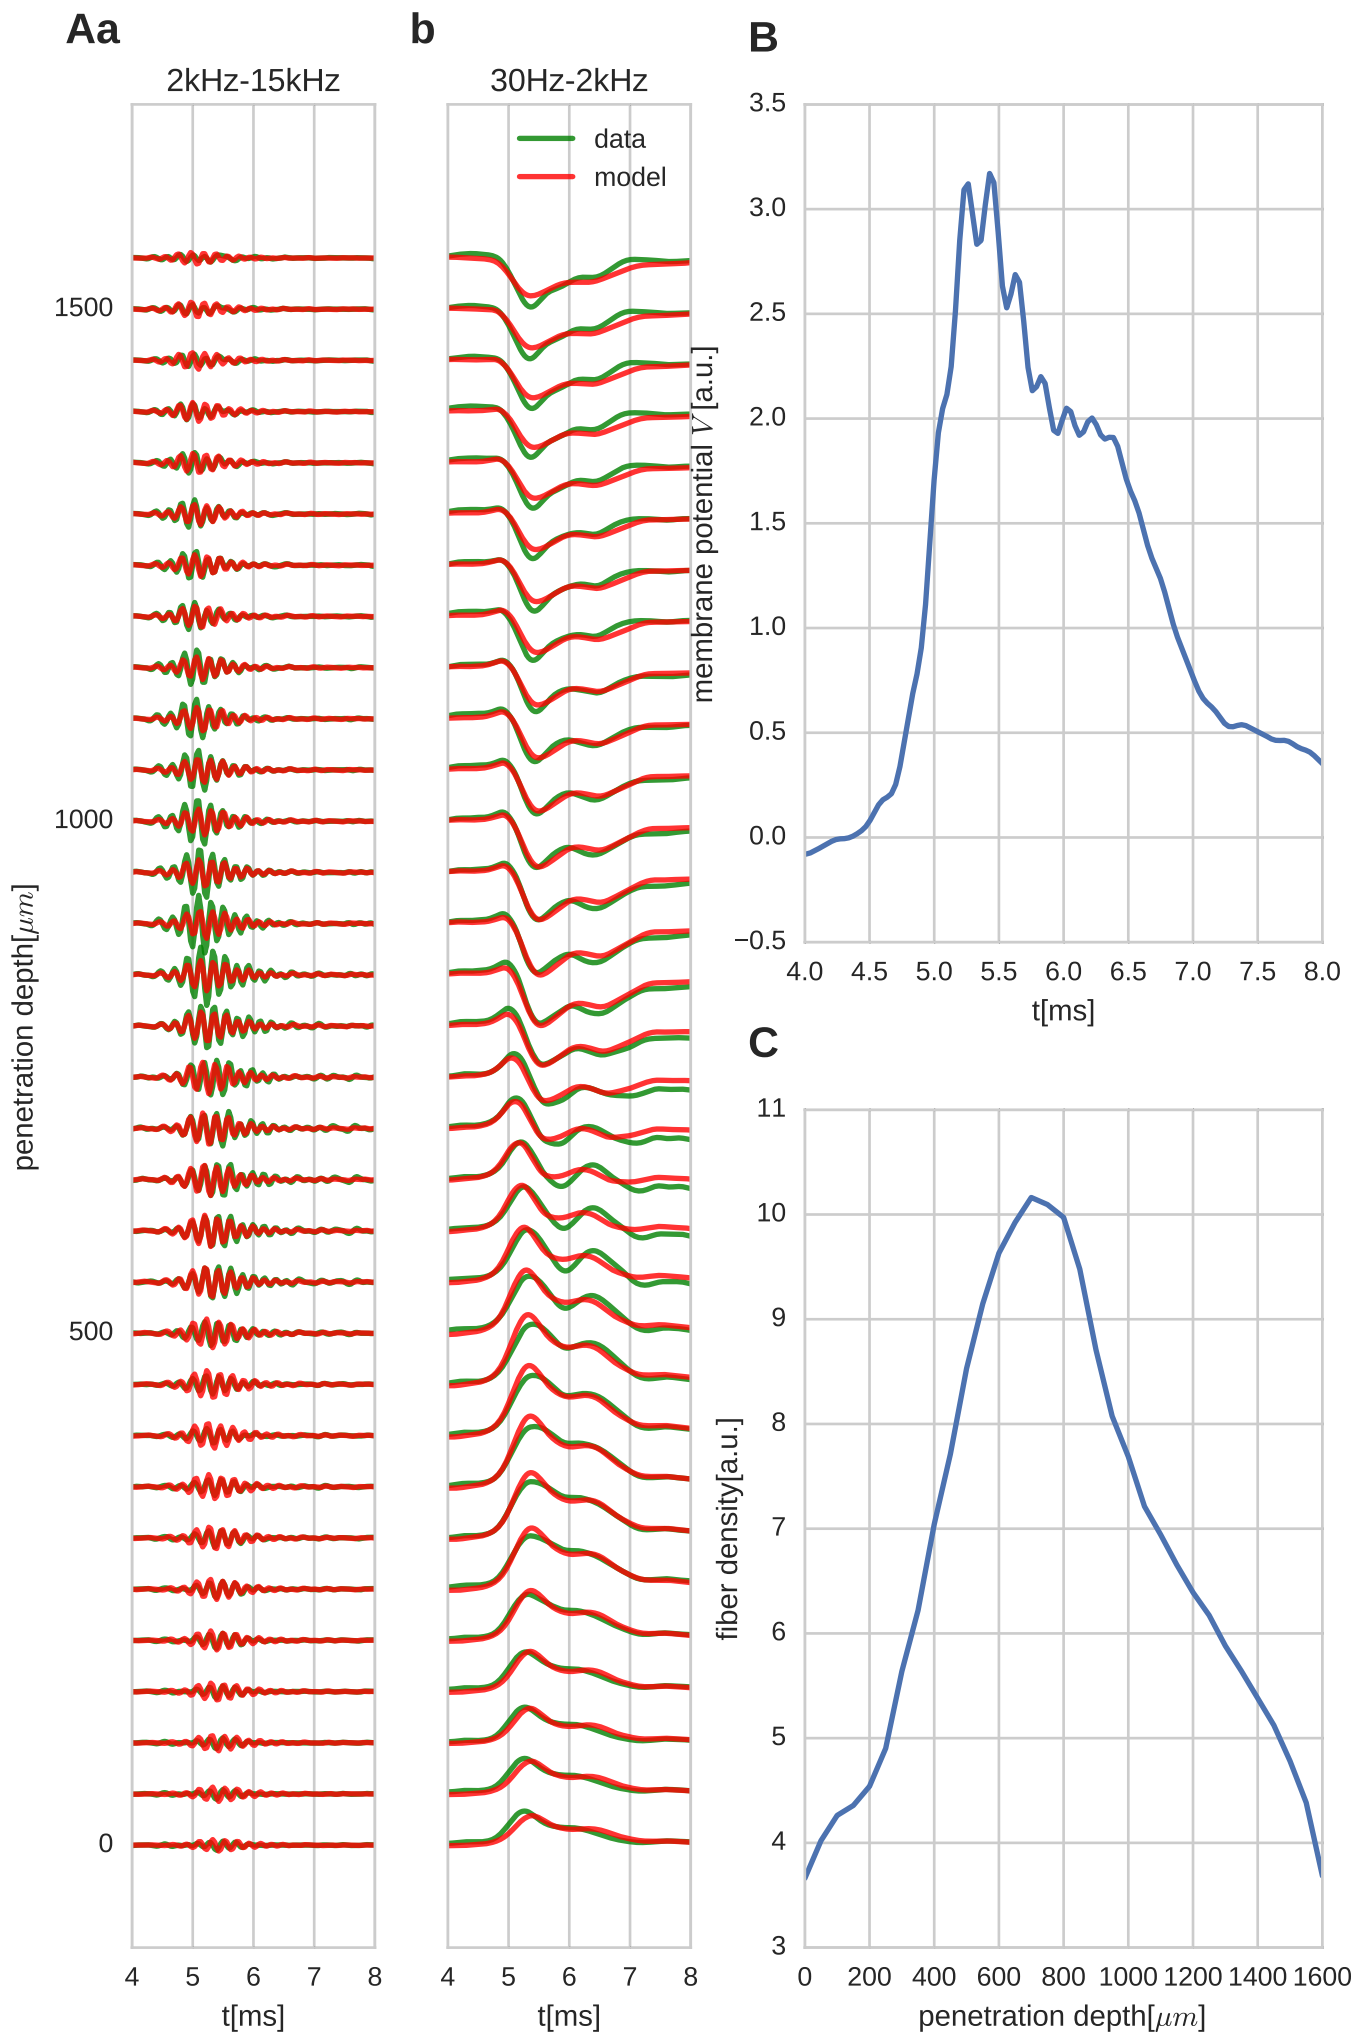 Aa
b
B
2kHz-15kHz
30Hz-2kHz
data
model
1500
1000
500
0
penetration depth[μm]
4 5 6 7 8
t[ms]
4 5 6 7 8
t[ms]
3.5
3.0
2.5
2.0
1.5
1.0
0.5
0.0
−0.5
membrane potential V [a.u.]
4.0 4.5 5.0 5.5 6.0 6.5 7.0 7.5 8.0
t[ms]
C
11
10
9
8
7
6
5
4
3
fiber density[a.u.]
0 200 400 600 800 1000 1200 1400 1600
penetration depth[μm]